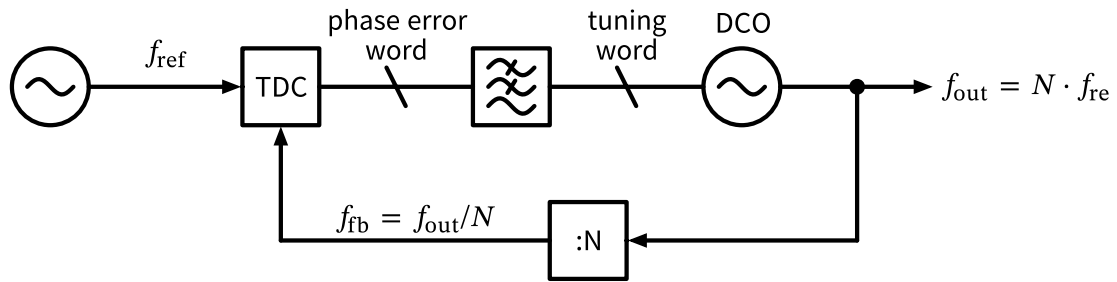 phase error
word
tuning
word
DCO
f_ref
TDC
f_out = N · f_re
f_fb = f_out/N
:N